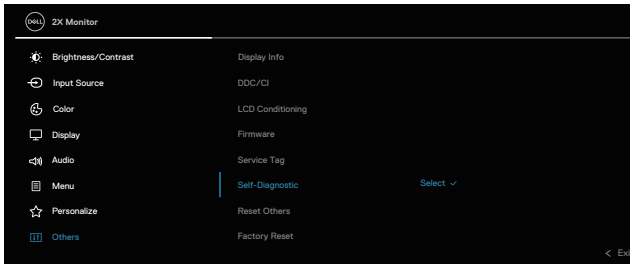 DELL 2X Monitor
Brightness/Contrast Display Info
Input Source DDC/CI
Color LCD Conditioning
Display Firmware
Audio Service Tag
Menu Self-Diagnostic Select
Personalize Reset Others
Others Factory Reset
Exi